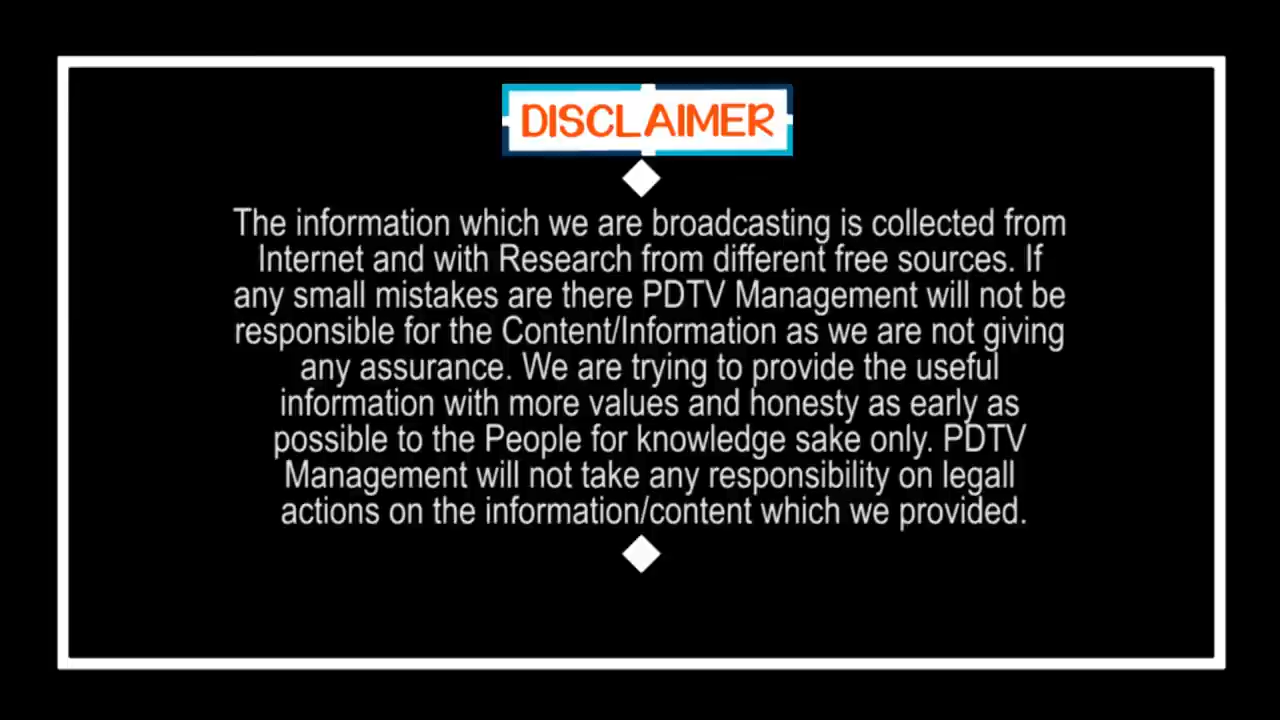 DISCLAIMER
The information which we are broadcasting is collected from
Internet and with Research from different free sources. If
any small mistakes are there PDTV Management will not be
responsible for the Content/Information as we are not giving
any assurance. We are trying to provide the useful
information with more values and honesty as early as
possible to the People for knowledge sake only. PDTV
Management will not take any responsibility on legall
actions on the information/content which we provided.